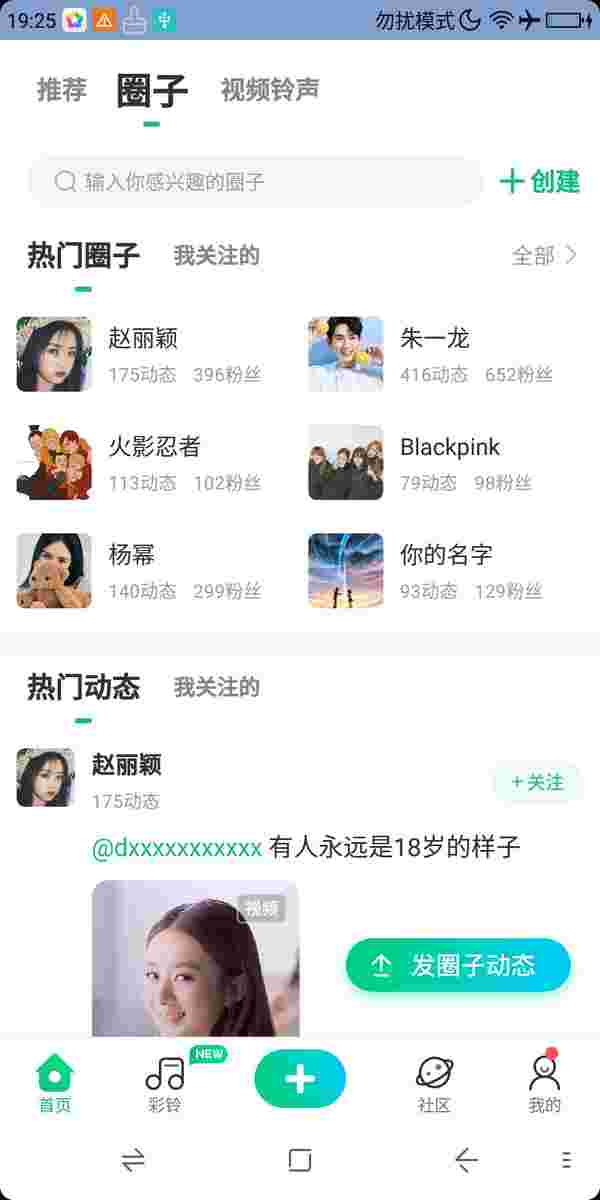 19:25 勿扰模式
推荐 圈子 视频铃声
输入你感兴趣的圈子 创建
热门圈子 我关注的 全部
赵丽颖 朱一龙
175动态 396粉丝 416动态 652粉丝
火影忍者 Blackpink
113动态 102粉丝 79动态 98粉丝
杨幂 你的名字
140动态 299粉丝 93动态 129粉丝
热门动态 我关注的
赵丽颖
175动态 +关注
@dxxxxxxxxxxx 有人永远是18岁的样子
视频
发圈子动态
NEW
首页 彩铃 社区 我的